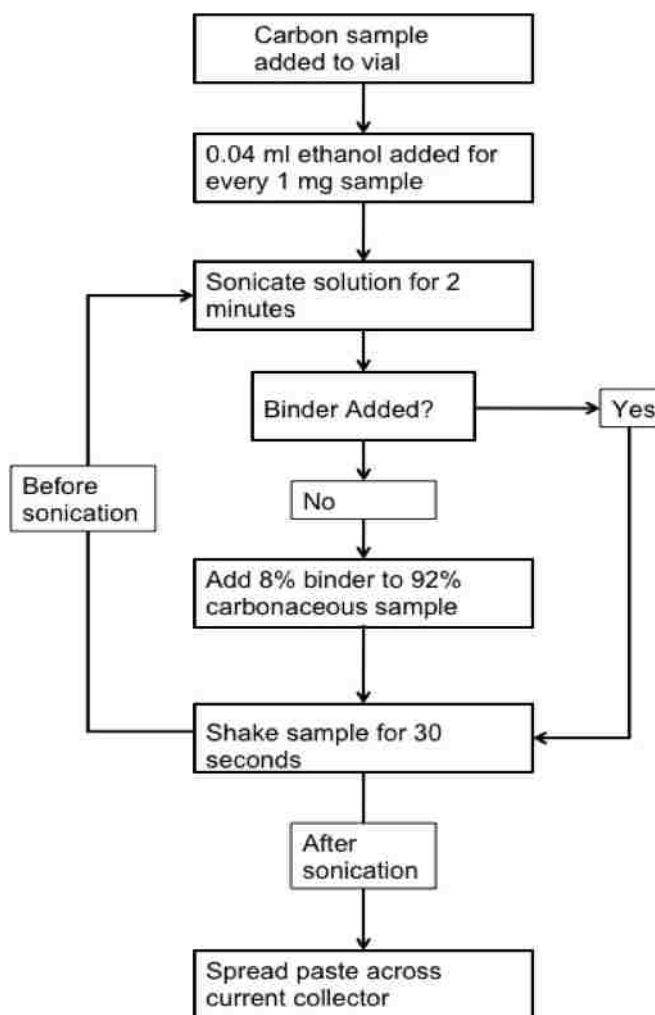 Carbon sample
added to vial
0.04 ml ethanol added for
every 1 mg sample
Sonicate solution for 2
minutes
Binder Added?
Yes
Before
sonication
No
Add 8% binder to 92%
carbonaceous sample
Shake sample for 30
seconds
After
sonication
Spread paste across
current collector